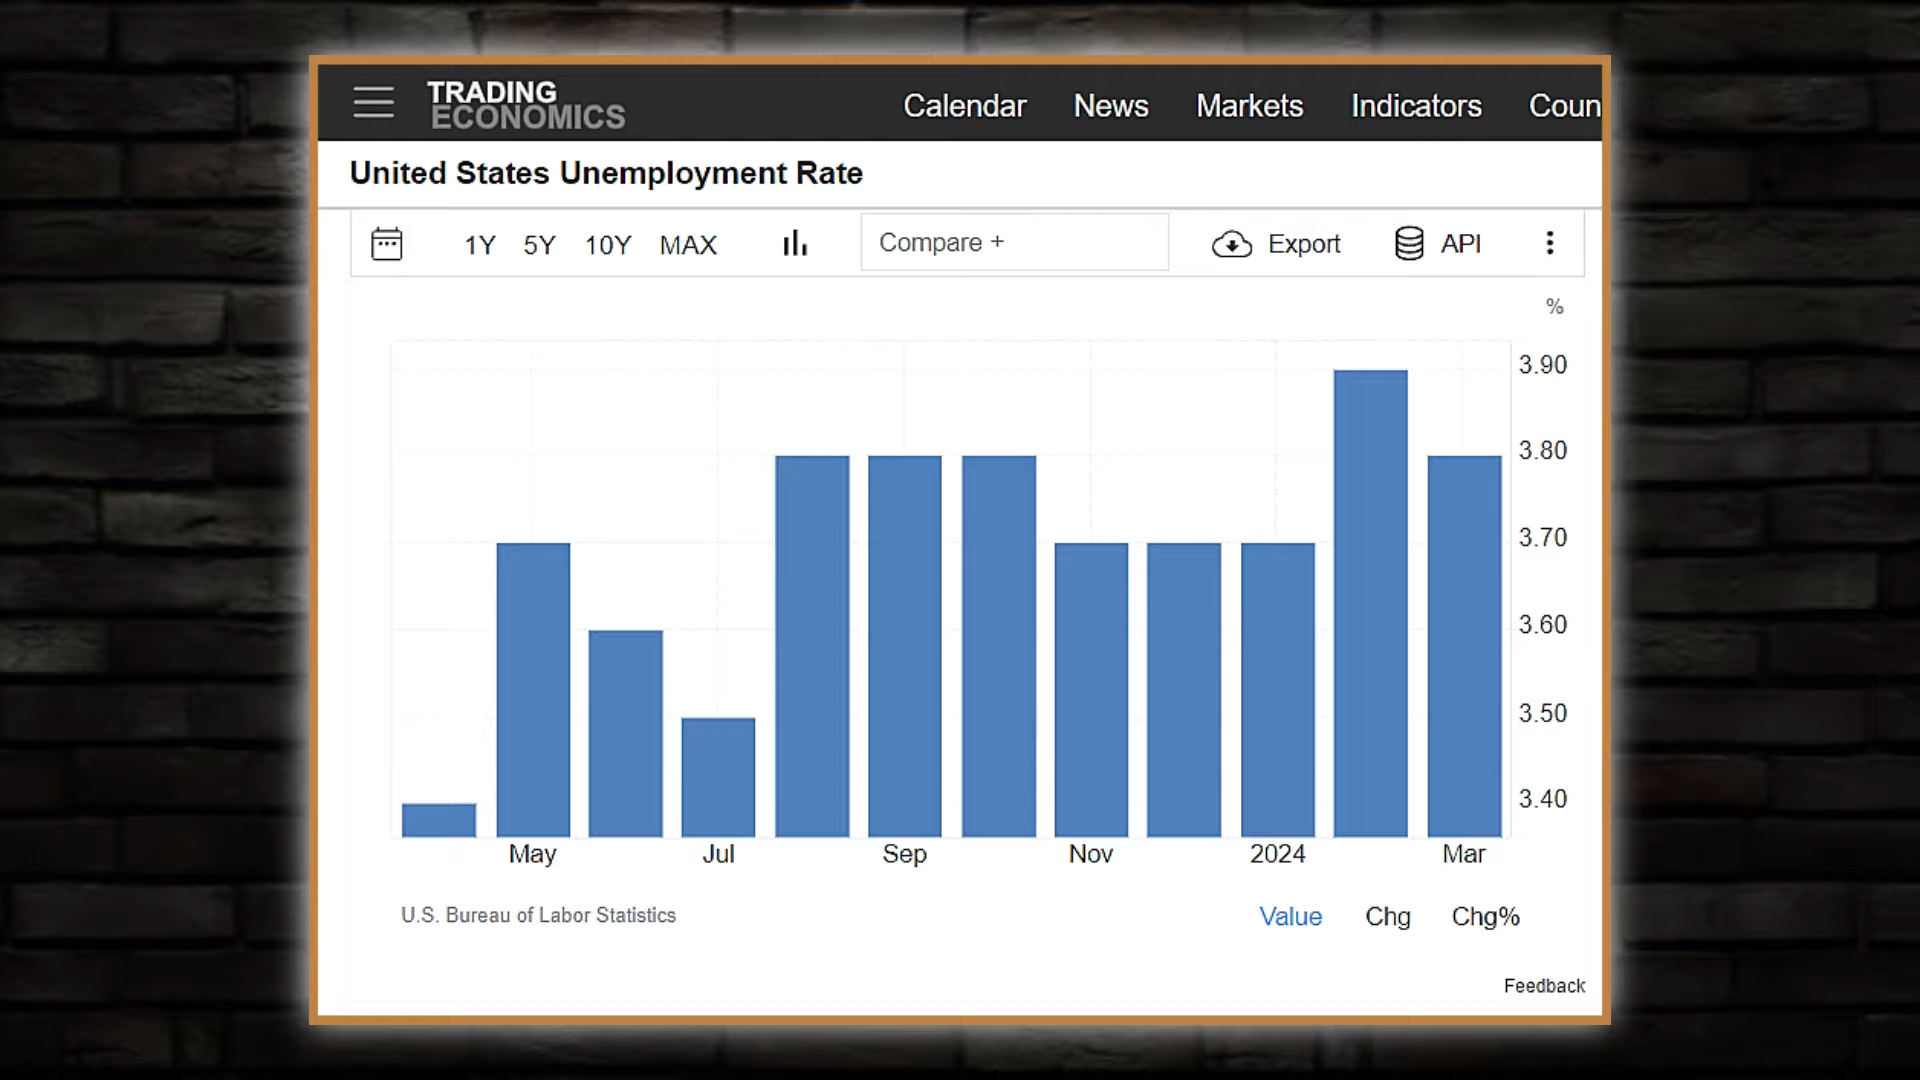 TRADING
ECONOMICS
Calendar News Markets Indicators Coun
United States Unemployment Rate
1Y 5Y 10Y MAX Compare + Export API
%
3.90
3.80
3.70
3.60
3.50
3.40
May Jul Sep Nov 2024 Mar
U.S. Bureau of Labor Statistics Value Chg Chg%
Feedback